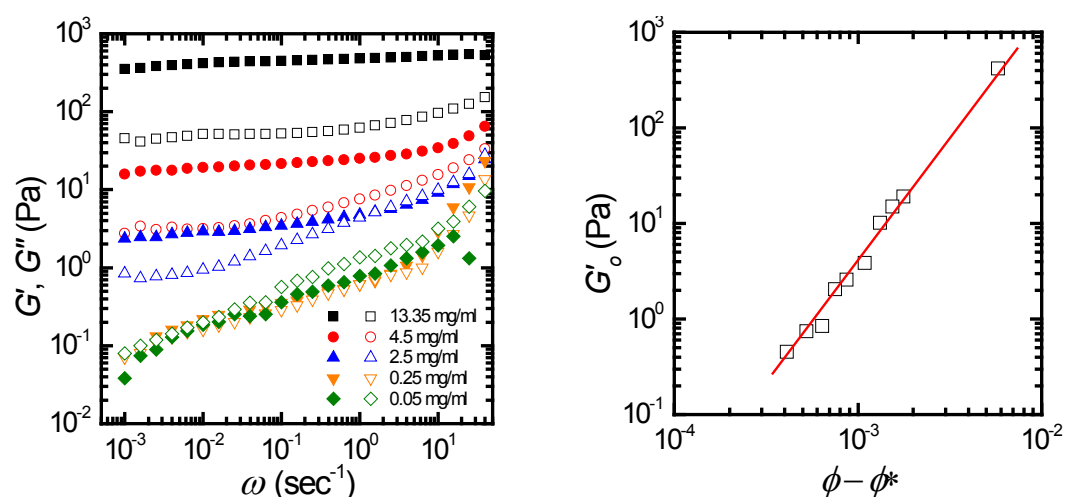 10³
10²
10¹
10⁰
10⁻¹
10⁻²
G′, G″ (Pa)
13.35 mg/ml
4.5 mg/ml
2.5 mg/ml
0.25 mg/ml
0.05 mg/ml
10⁻³ 10⁻² 10⁻¹ 10⁰ 10¹
ω (sec⁻¹)
10³
10²
10¹
10⁰
10⁻¹
G′ₒ (Pa)
10⁻⁴ 10⁻³ 10⁻²
ϕ – ϕ*